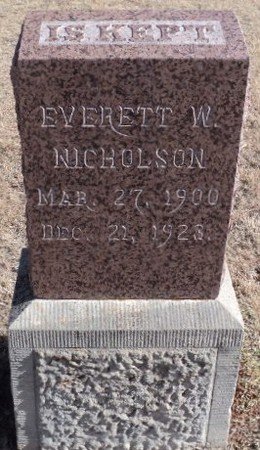 IS KEPT
EVERETT W.
NICHOLSON
MAR. 27, 1900
DEC. 21, 1923.